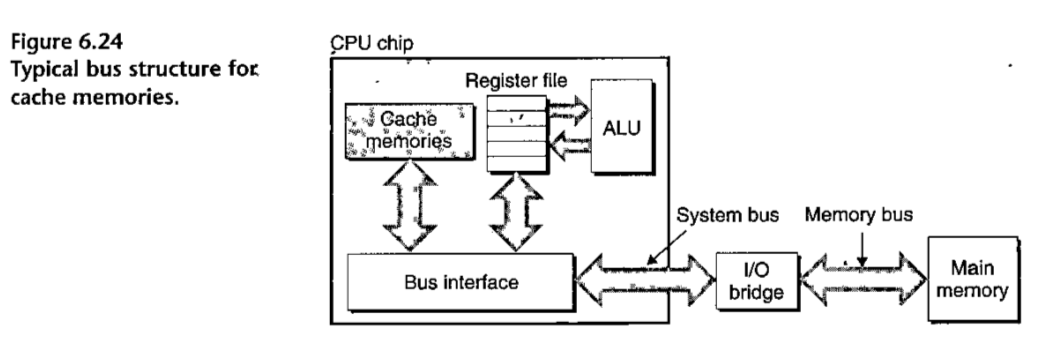 Figure 6.24
Typical bus structure for
cache memories.
CPU chip
Register file
Cache
memories
ALU
System bus
Memory bus
Bus interface
I/O
bridge
Main
memory